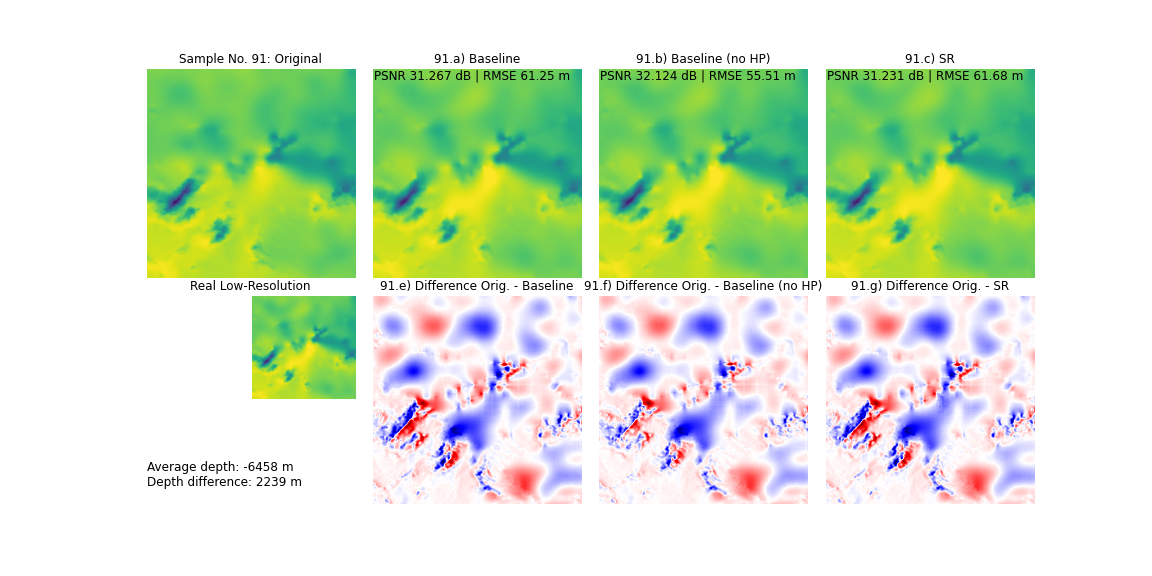 Sample No. 91: Original
91.a) Baseline
91.b) Baseline (no HP)
91.c) SR
PSNR 31.267 dB | RMSE 61.25 m
PSNR 32.124 dB | RMSE 55.51 m
PSNR 31.231 dB | RMSE 61.68 m
Real Low-Resolution
91.e) Difference Orig. - Baseline
91.f) Difference Orig. - Baseline (no HP)
91.g) Difference Orig. - SR
Average depth: -6458 m
Depth difference: 2239 m